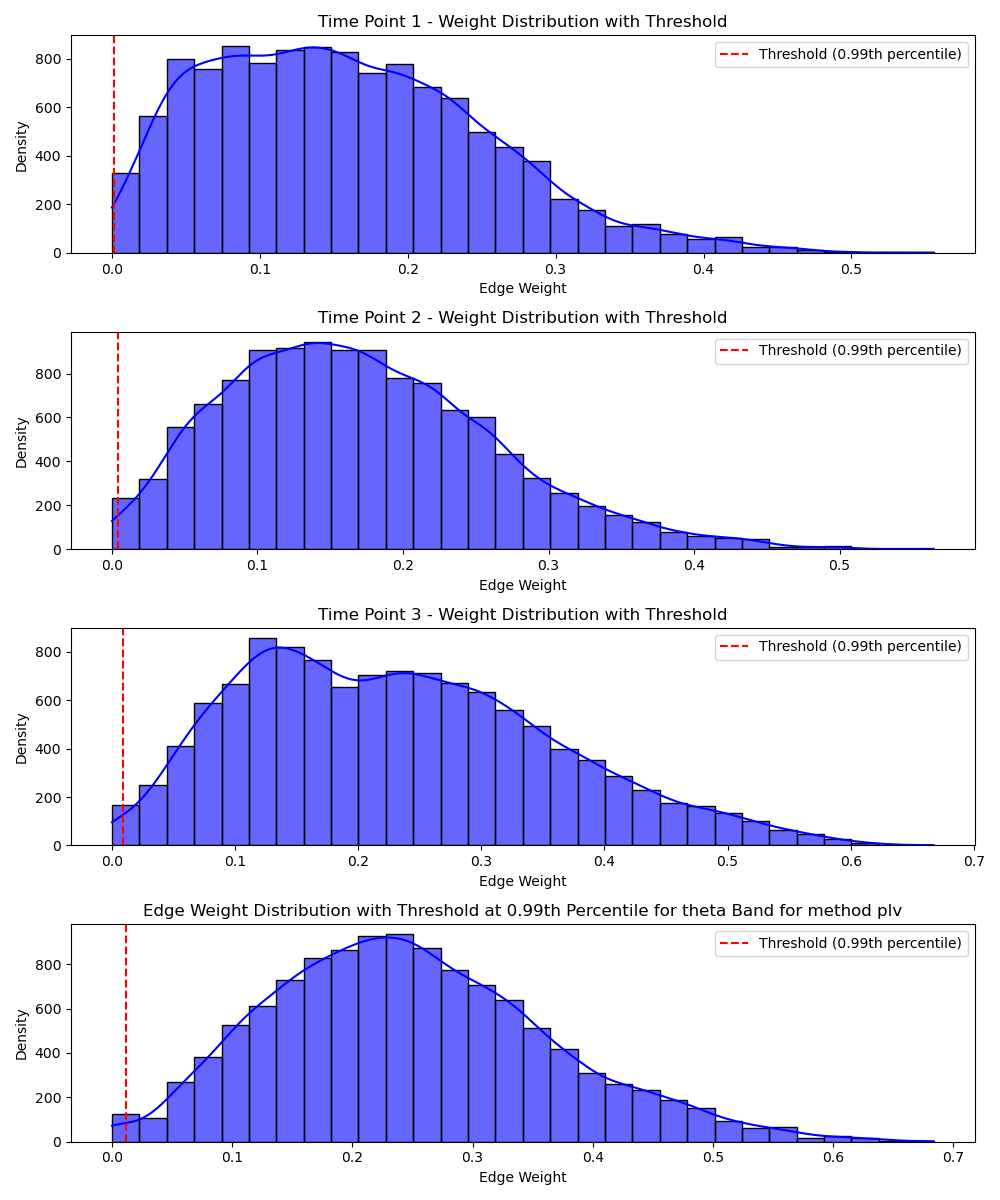 Time Point 1 - Weight Distribution with Threshold
Threshold (0.99th percentile)
Density
800
600
400
200
0
0.0 0.1 0.2 0.3 0.4 0.5
Edge Weight
Time Point 2 - Weight Distribution with Threshold
Threshold (0.99th percentile)
Density
800
600
400
200
0
0.0 0.1 0.2 0.3 0.4 0.5
Edge Weight
Time Point 3 - Weight Distribution with Threshold
Threshold (0.99th percentile)
Density
800
600
400
200
0
0.0 0.1 0.2 0.3 0.4 0.5 0.6 0.7
Edge Weight
Edge Weight Distribution with Threshold at 0.99th Percentile for theta Band for method plv
Threshold (0.99th percentile)
Density
800
600
400
200
0
0.0 0.1 0.2 0.3 0.4 0.5 0.6 0.7
Edge Weight